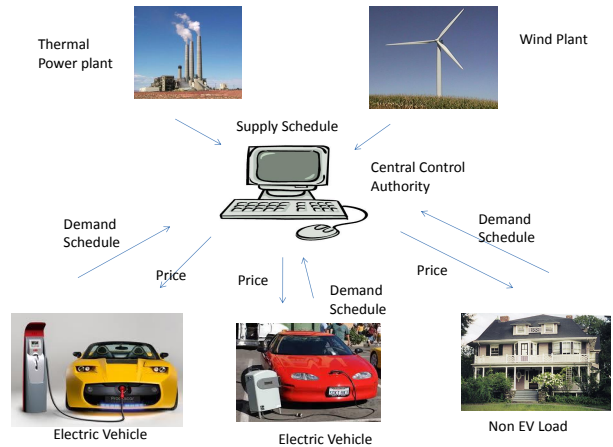 Thermal
Power plant
Wind Plant
Supply Schedule
Central Control
Authority
Demand
Schedule
Price
Price
Demand
Schedule
Price
Demand
Schedule
Electric Vehicle
Electric Vehicle
Non EV Load